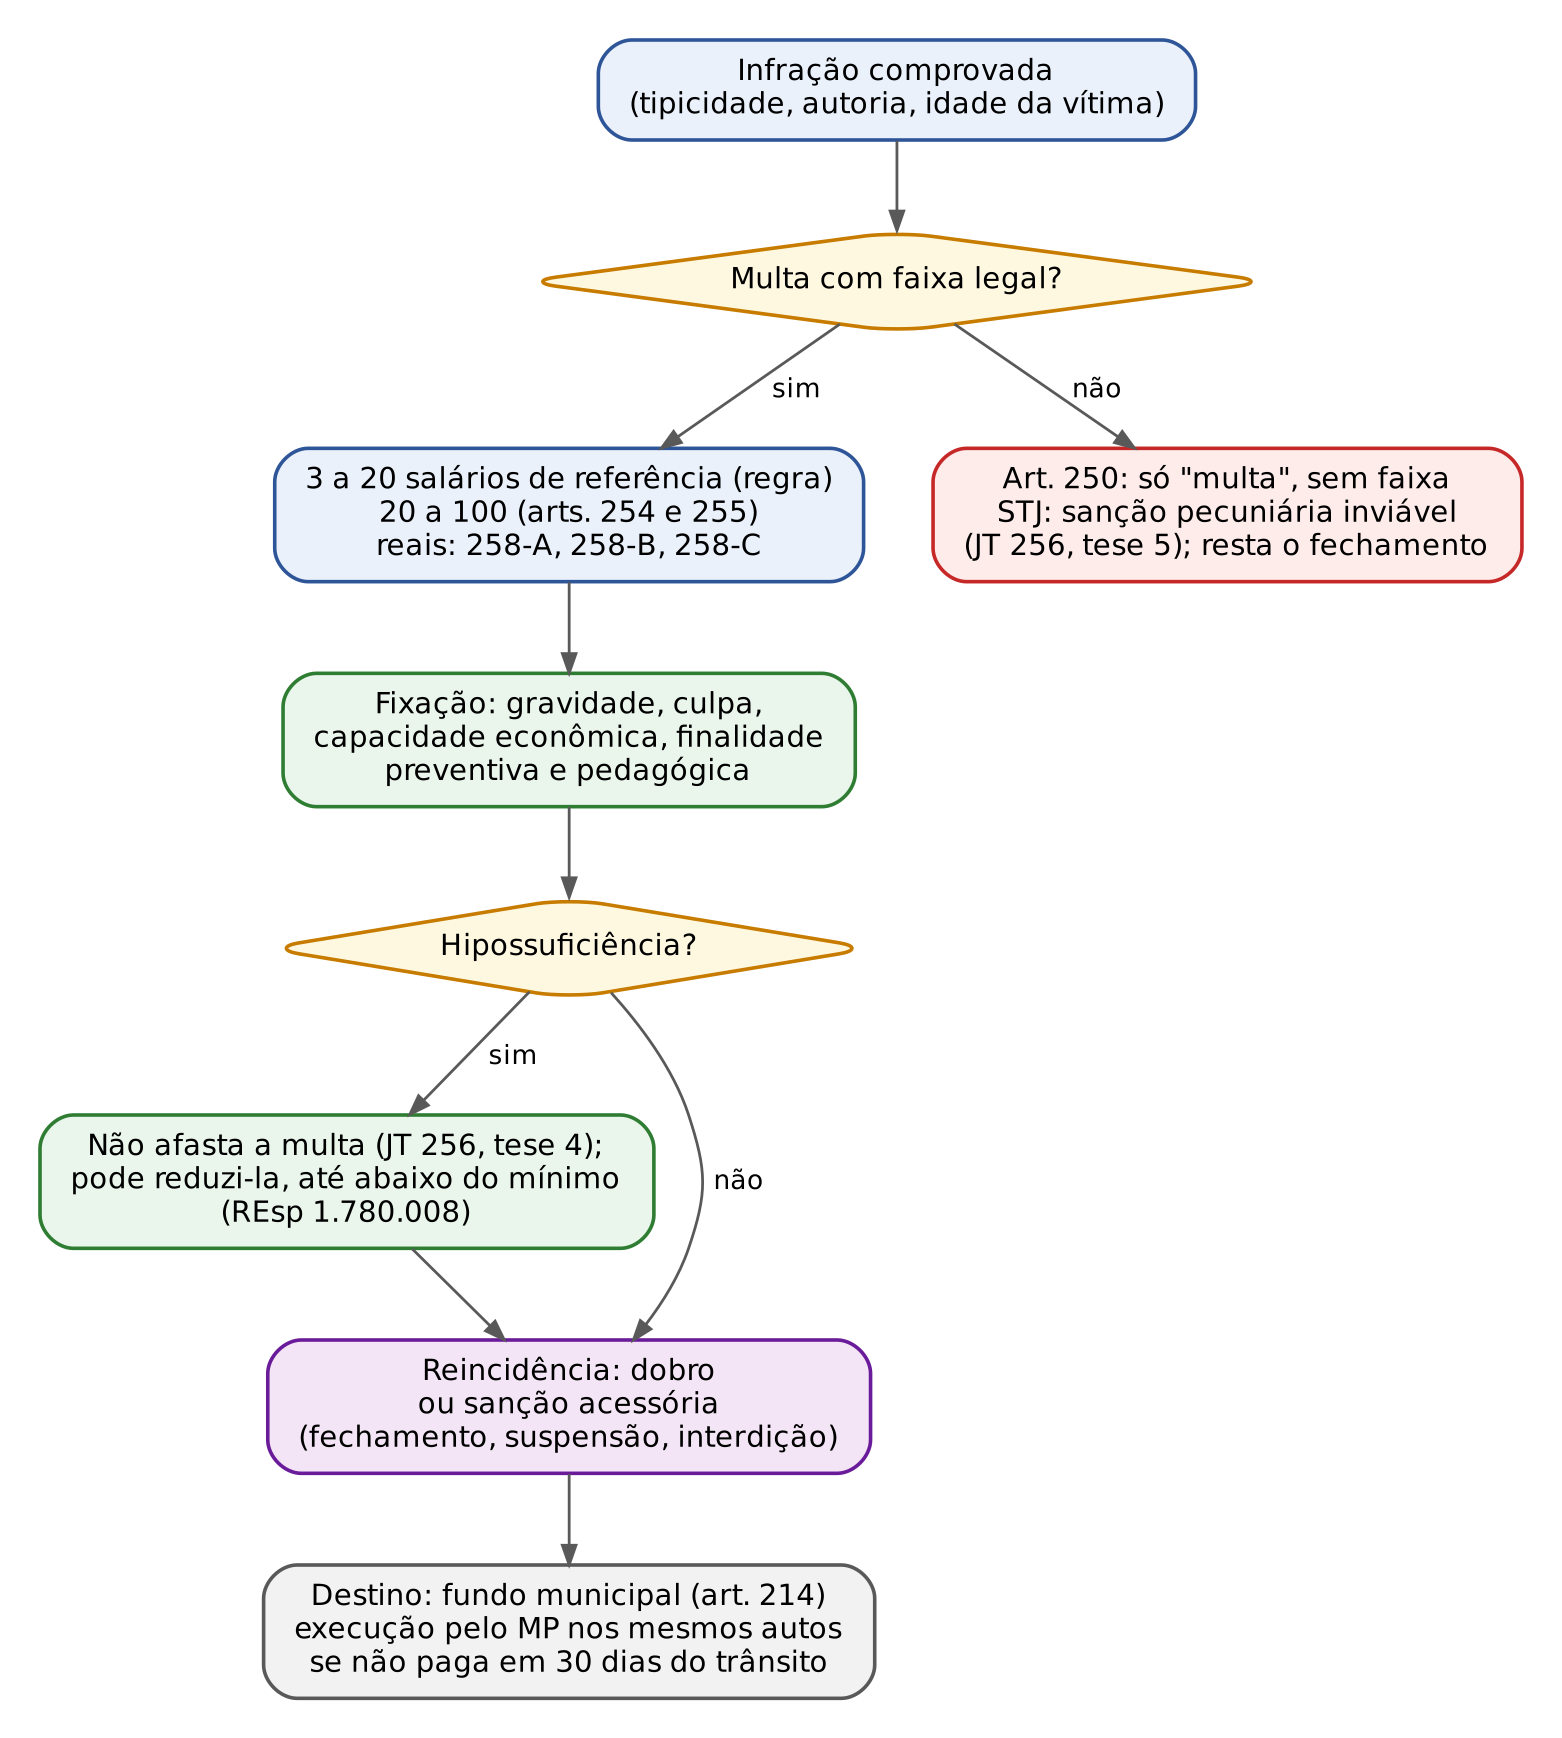 Infração comprovada
(tipicidade, autoria, idade da vítima)
Multa com faixa legal?
sim
não
3 a 20 salários de referência (regra)
20 a 100 (arts. 254 e 255)
reais: 258-A, 258-B, 258-C
Art. 250: só "multa", sem faixa
STJ: sanção pecuniária inviável
(JT 256, tese 5); resta o fechamento
Fixação: gravidade, culpa,
capacidade econômica, finalidade
preventiva e pedagógica
Hipossuficiência?
sim
não
Não afasta a multa (JT 256, tese 4);
pode reduzi-la, até abaixo do mínimo
(REsp 1.780.008)
Reincidência: dobro
ou sanção acessória
(fechamento, suspensão, interdição)
Destino: fundo municipal (art. 214)
execução pelo MP nos mesmos autos
se não paga em 30 dias do trânsito